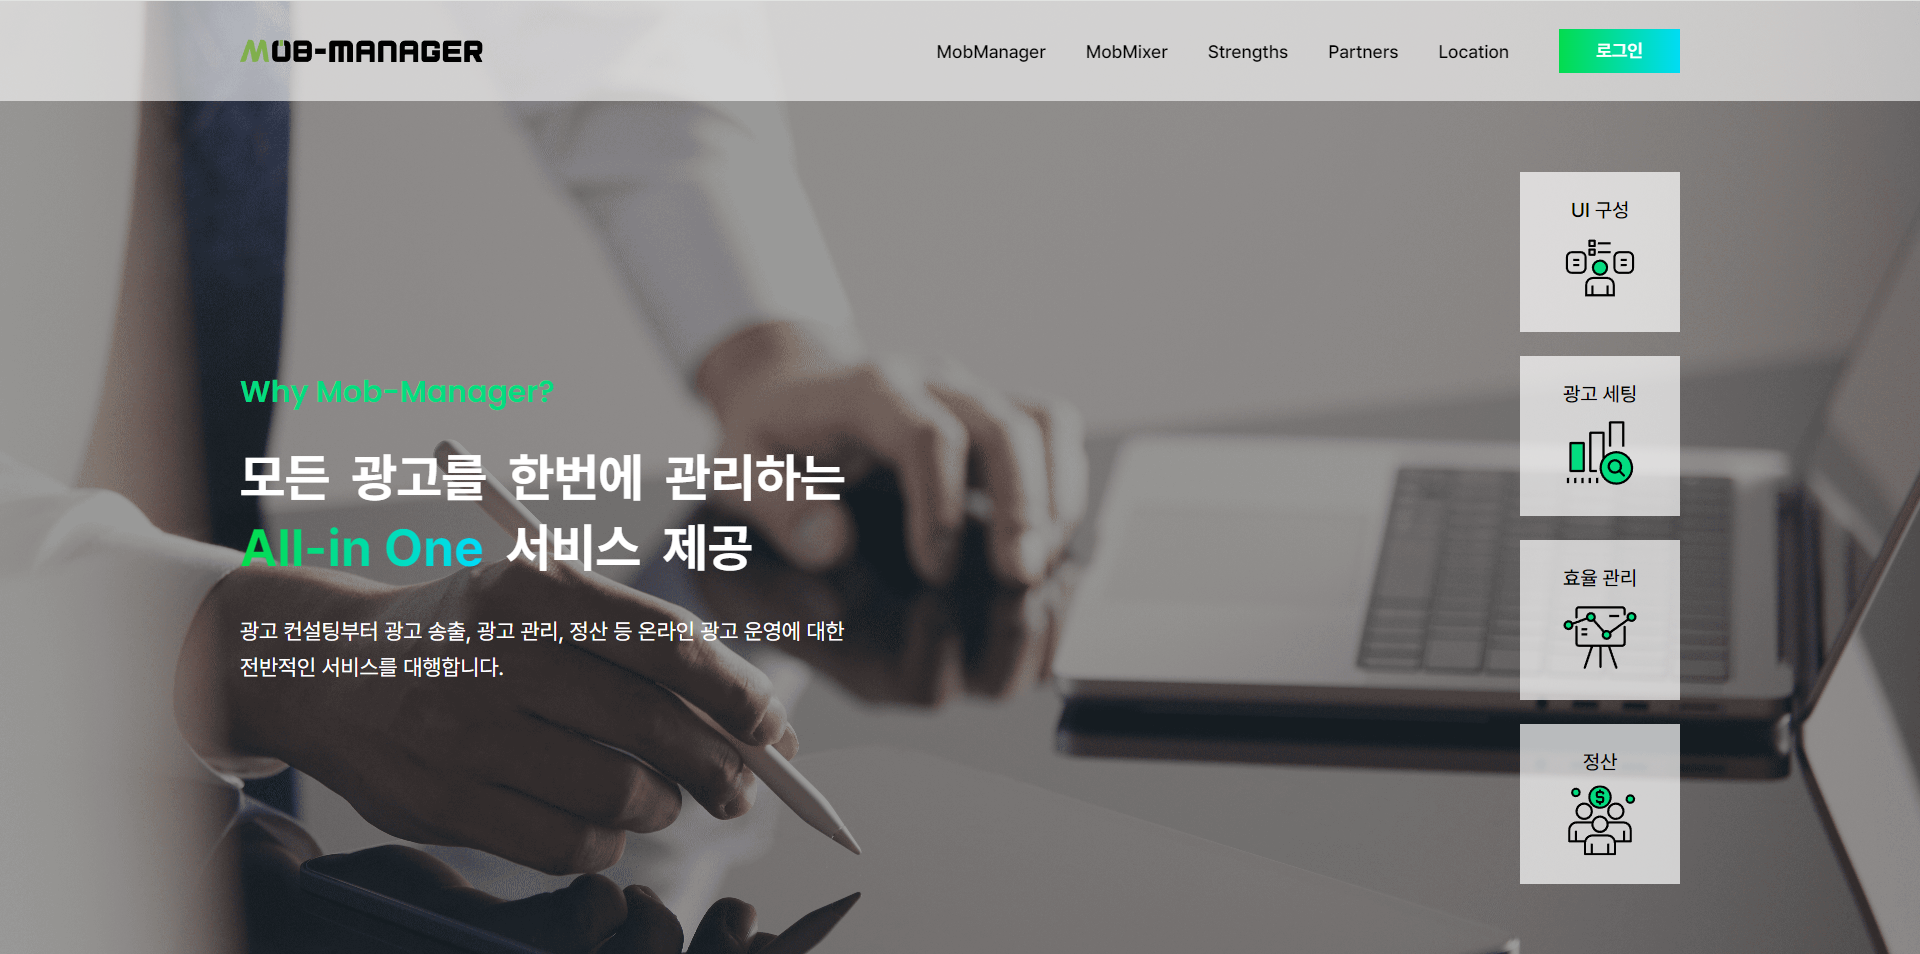 MOB-MANAGER
MobManager MobMixer Strengths Partners Location 로그인
UI 구성
광고 세팅
효율 관리
정산
Why Mob-Manager?
모든 광고를 한번에 관리하는
All-in One 서비스 제공
광고 컨설팅부터 광고 송출, 광고 관리, 정산 등 온라인 광고 운영에 대한
전반적인 서비스를 대행합니다.